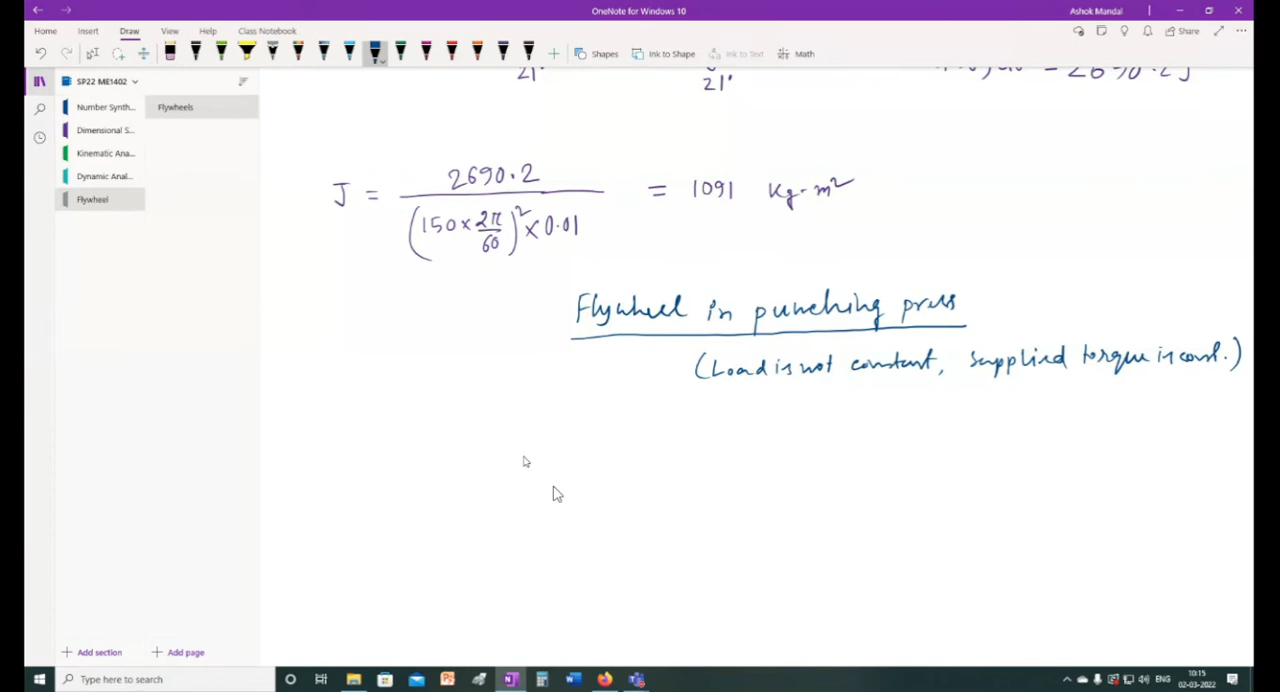 OneNote for Windows 10
Ashok Mandal
Home Insert Draw View Help Class Notebook
Share
Shapes Ink to Shape Ink to Text Math
SP22 ME1402
Number Synth...
Flywheels
Dimensional S...
Kinematic Ana...
Dynamic Anal...
Flywheel
21°
21°
= 2690.2 J
J = 2690.2 / (150 × 2π/60)² × 0.01 = 1091 Kg-m²
Flywheel in punching press
(Load is not constant, supplied torque is const.)
Add section
Add page
Type here to search
ENG
10:15
02-03-2022